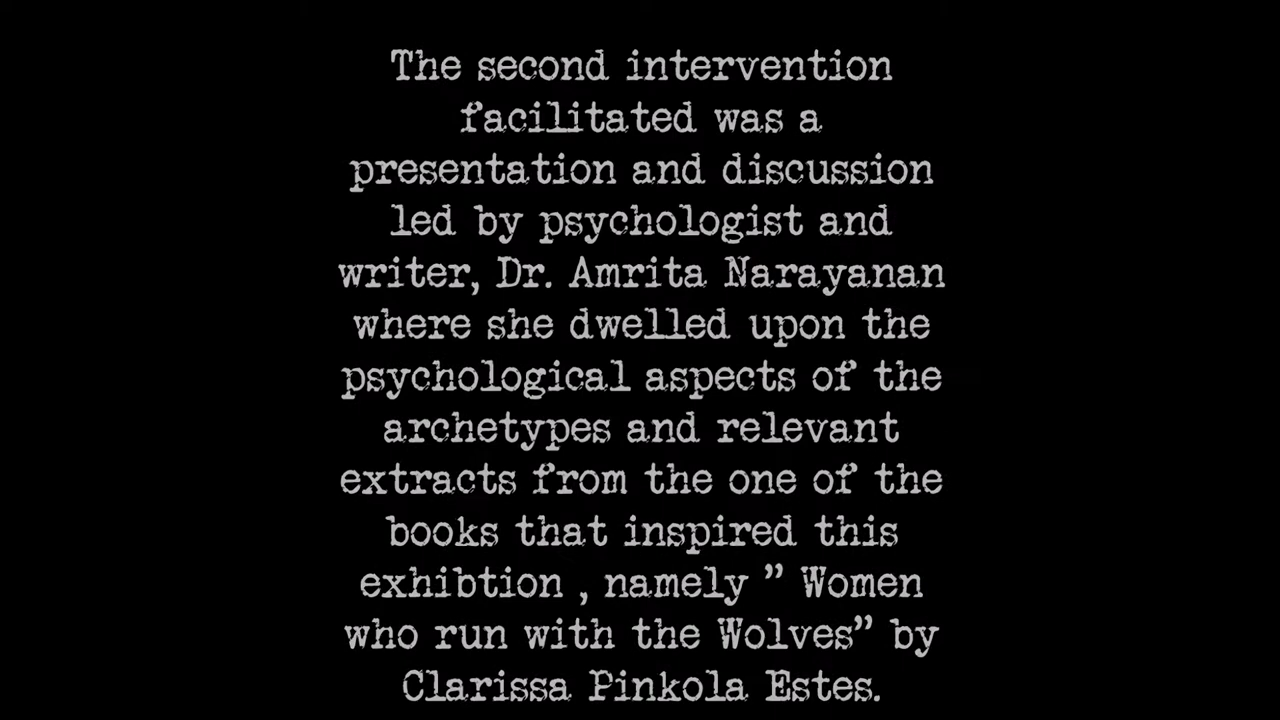 The second intervention
facilitated was a
presentation and discussion
led by psychologist and
writer, Dr. Amrita Narayanan
where she dwelled upon the
psychological aspects of the
archetypes and relevant
extracts from the one of the
books that inspired this
exhibtion , namely ” Women
who run with the Wolves” by
Clarissa Pinkola Estes.